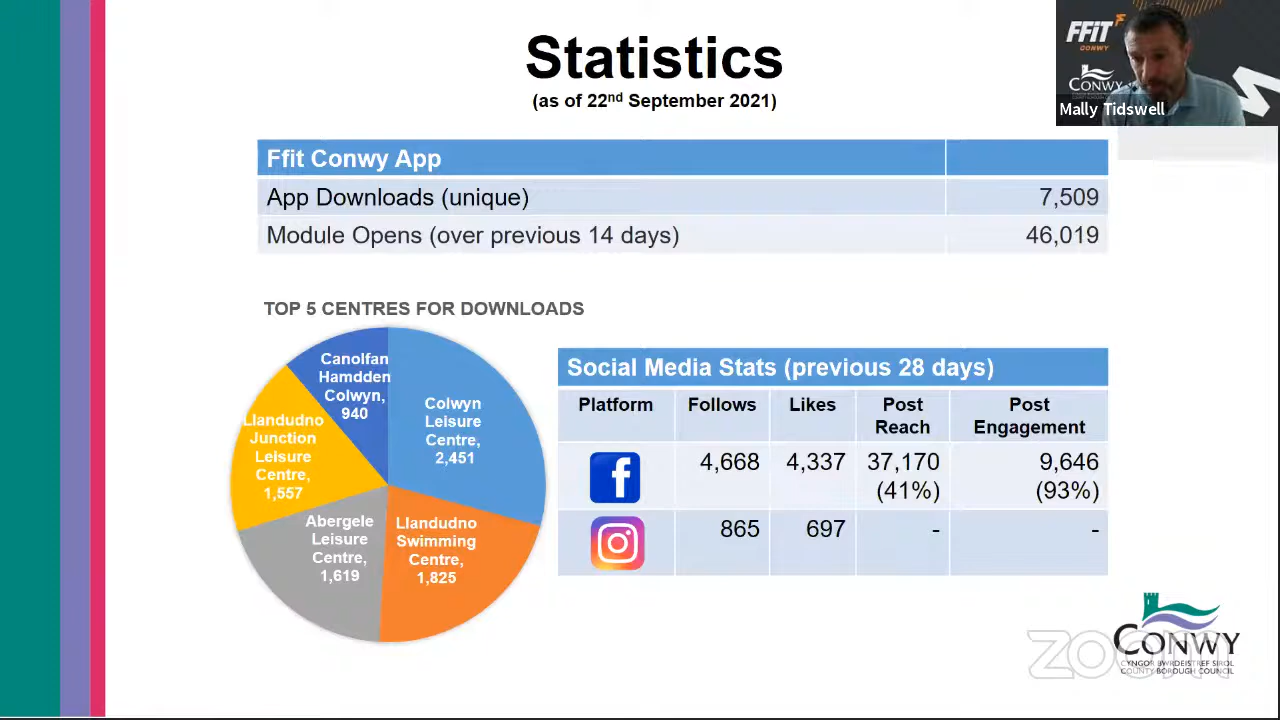 Statistics
(as of 22nd September 2021)
FFiT
CONWY
CONWY
Mally Tidswell
Ffit Conwy App
App Downloads (unique) 7,509
Module Opens (over previous 14 days) 46,019
TOP 5 CENTRES FOR DOWNLOADS
Canolfan
Hamdden
Colwyn,
940
Colwyn
Leisure
Centre,
2,451
Llandudno
Junction
Leisure
Centre,
1,557
Abergele
Leisure
Centre,
1,619
Llandudno
Swimming
Centre,
1,825
Social Media Stats (previous 28 days)
Platform Follows Likes Post Reach Post Engagement
4,668 4,337 37,170 (41%) 9,646 (93%)
865 697 - -
zoom
CONWY
CYNGOR BWRDEISTREF SIROL
COUNTY BOROUGH COUNCIL